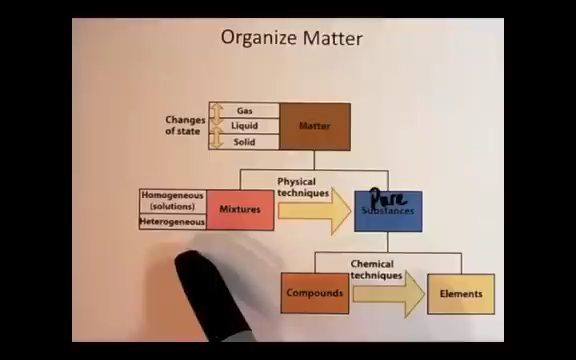 Organize Matter
Changes
of state
Gas
Liquid
Solid
Matter
Homogeneous
(solutions)
Heterogeneous
Mixtures
Physical
techniques
Pure
Substances
Chemical
techniques
Compounds
Elements